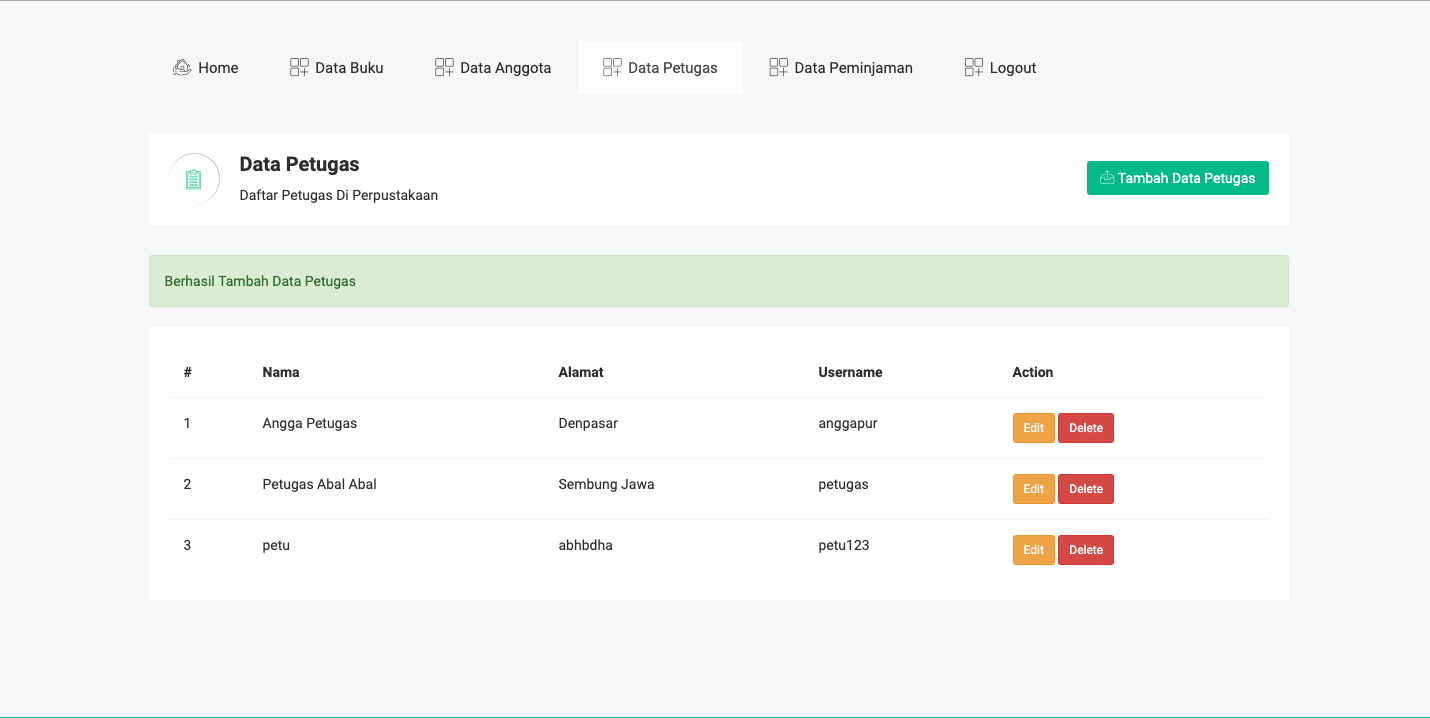 Home Data Buku Data Anggota Data Petugas Data Peminjaman Logout
Data Petugas
Daftar Petugas Di Perpustakaan
Tambah Data Petugas
Berhasil Tambah Data Petugas
# Nama Alamat Username Action
1 Angga Petugas Denpasar anggapur Edit Delete
2 Petugas Abal Abal Sembung Jawa petugas Edit Delete
3 petu abhbdha petu123 Edit Delete